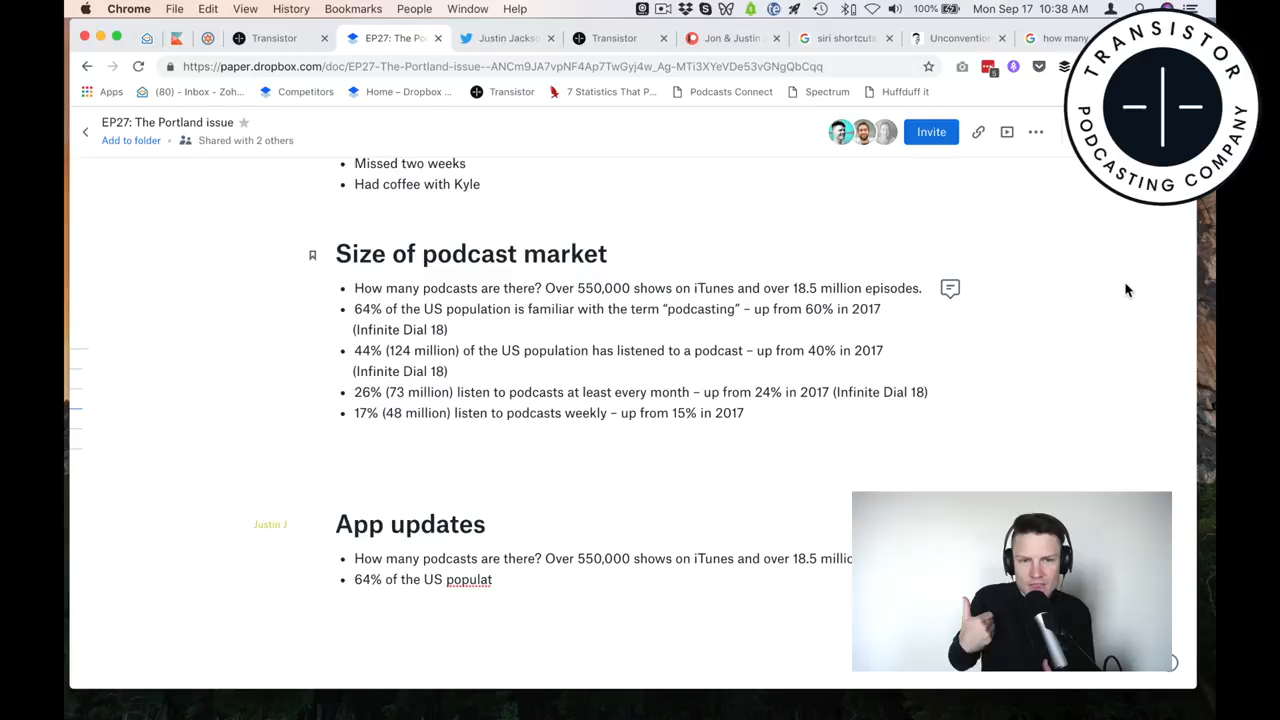 Chrome File Edit View History Bookmarks People Window Help 100% Mon Sep 17 10:38 AM
Transistor EP27: The Po Justin Jackso Transistor Jon & Justin siri shortcuts Unconvention how many
https://paper.dropbox.com/doc/EP27-The-Portland-issue--ANCm9JA7vpNF4Ap7TwGyj4w_Ag-MTi3XYeVDe53vGNgQbCqq
Apps (80) - Inbox - Zoh... Competitors Home – Dropbox ... Transistor 7 Statistics That P... Podcasts Connect Spectrum Huffduff it
TRANSISTOR
PODCASTING COMPANY
EP27: The Portland issue
Invite
Add to folder • Shared with 2 others
• Missed two weeks
• Had coffee with Kyle
Size of podcast market
• How many podcasts are there? Over 550,000 shows on iTunes and over 18.5 million episodes.
• 64% of the US population is familiar with the term “podcasting” – up from 60% in 2017
(Infinite Dial 18)
• 44% (124 million) of the US population has listened to a podcast – up from 40% in 2017
(Infinite Dial 18)
• 26% (73 million) listen to podcasts at least every month – up from 24% in 2017 (Infinite Dial 18)
• 17% (48 million) listen to podcasts weekly – up from 15% in 2017
Justin J
App updates
• How many podcasts are there? Over 550,000 shows on iTunes and over 18.5 millic
• 64% of the US populat